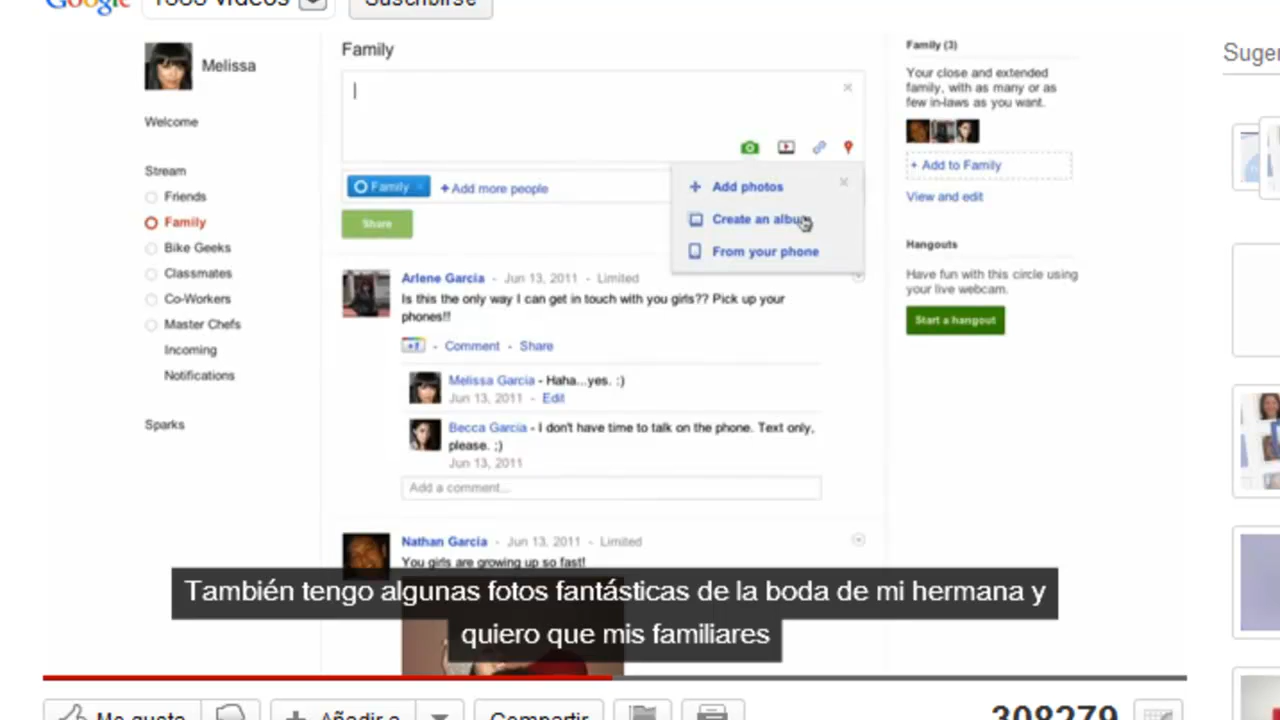 Google 1068 videos Suscribirse
Melissa
Welcome
Stream
Friends
Family
Bike Geeks
Classmates
Co-Workers
Master Chefs
Incoming
Notifications
Sparks
Family
Family + Add more people
Share
+ Add photos
Create an album
From your phone
Arlene Garcia - Jun 13, 2011 - Limited
Is this the only way I can get in touch with you girls?? Pick up your
phones!!
+1 - Comment - Share
Melissa Garcia - Haha...yes. :)
Jun 13, 2011 - Edit
Becca Garcia - I don't have time to talk on the phone. Text only,
please. ;)
Jun 13, 2011
Add a comment...
Nathan Garcia - Jun 13, 2011 - Limited
You girls are growing up so fast!
Family (3)
Your close and extended
family, with as many or as
few in-laws as you want.
+ Add to Family
View and edit
Hangouts
Have fun with this circle using
your live webcam.
Start a hangout
Suger
También tengo algunas fotos fantásticas de la boda de mi hermana y
quiero que mis familiares
Me gusta + Añadir a Compartir 308279